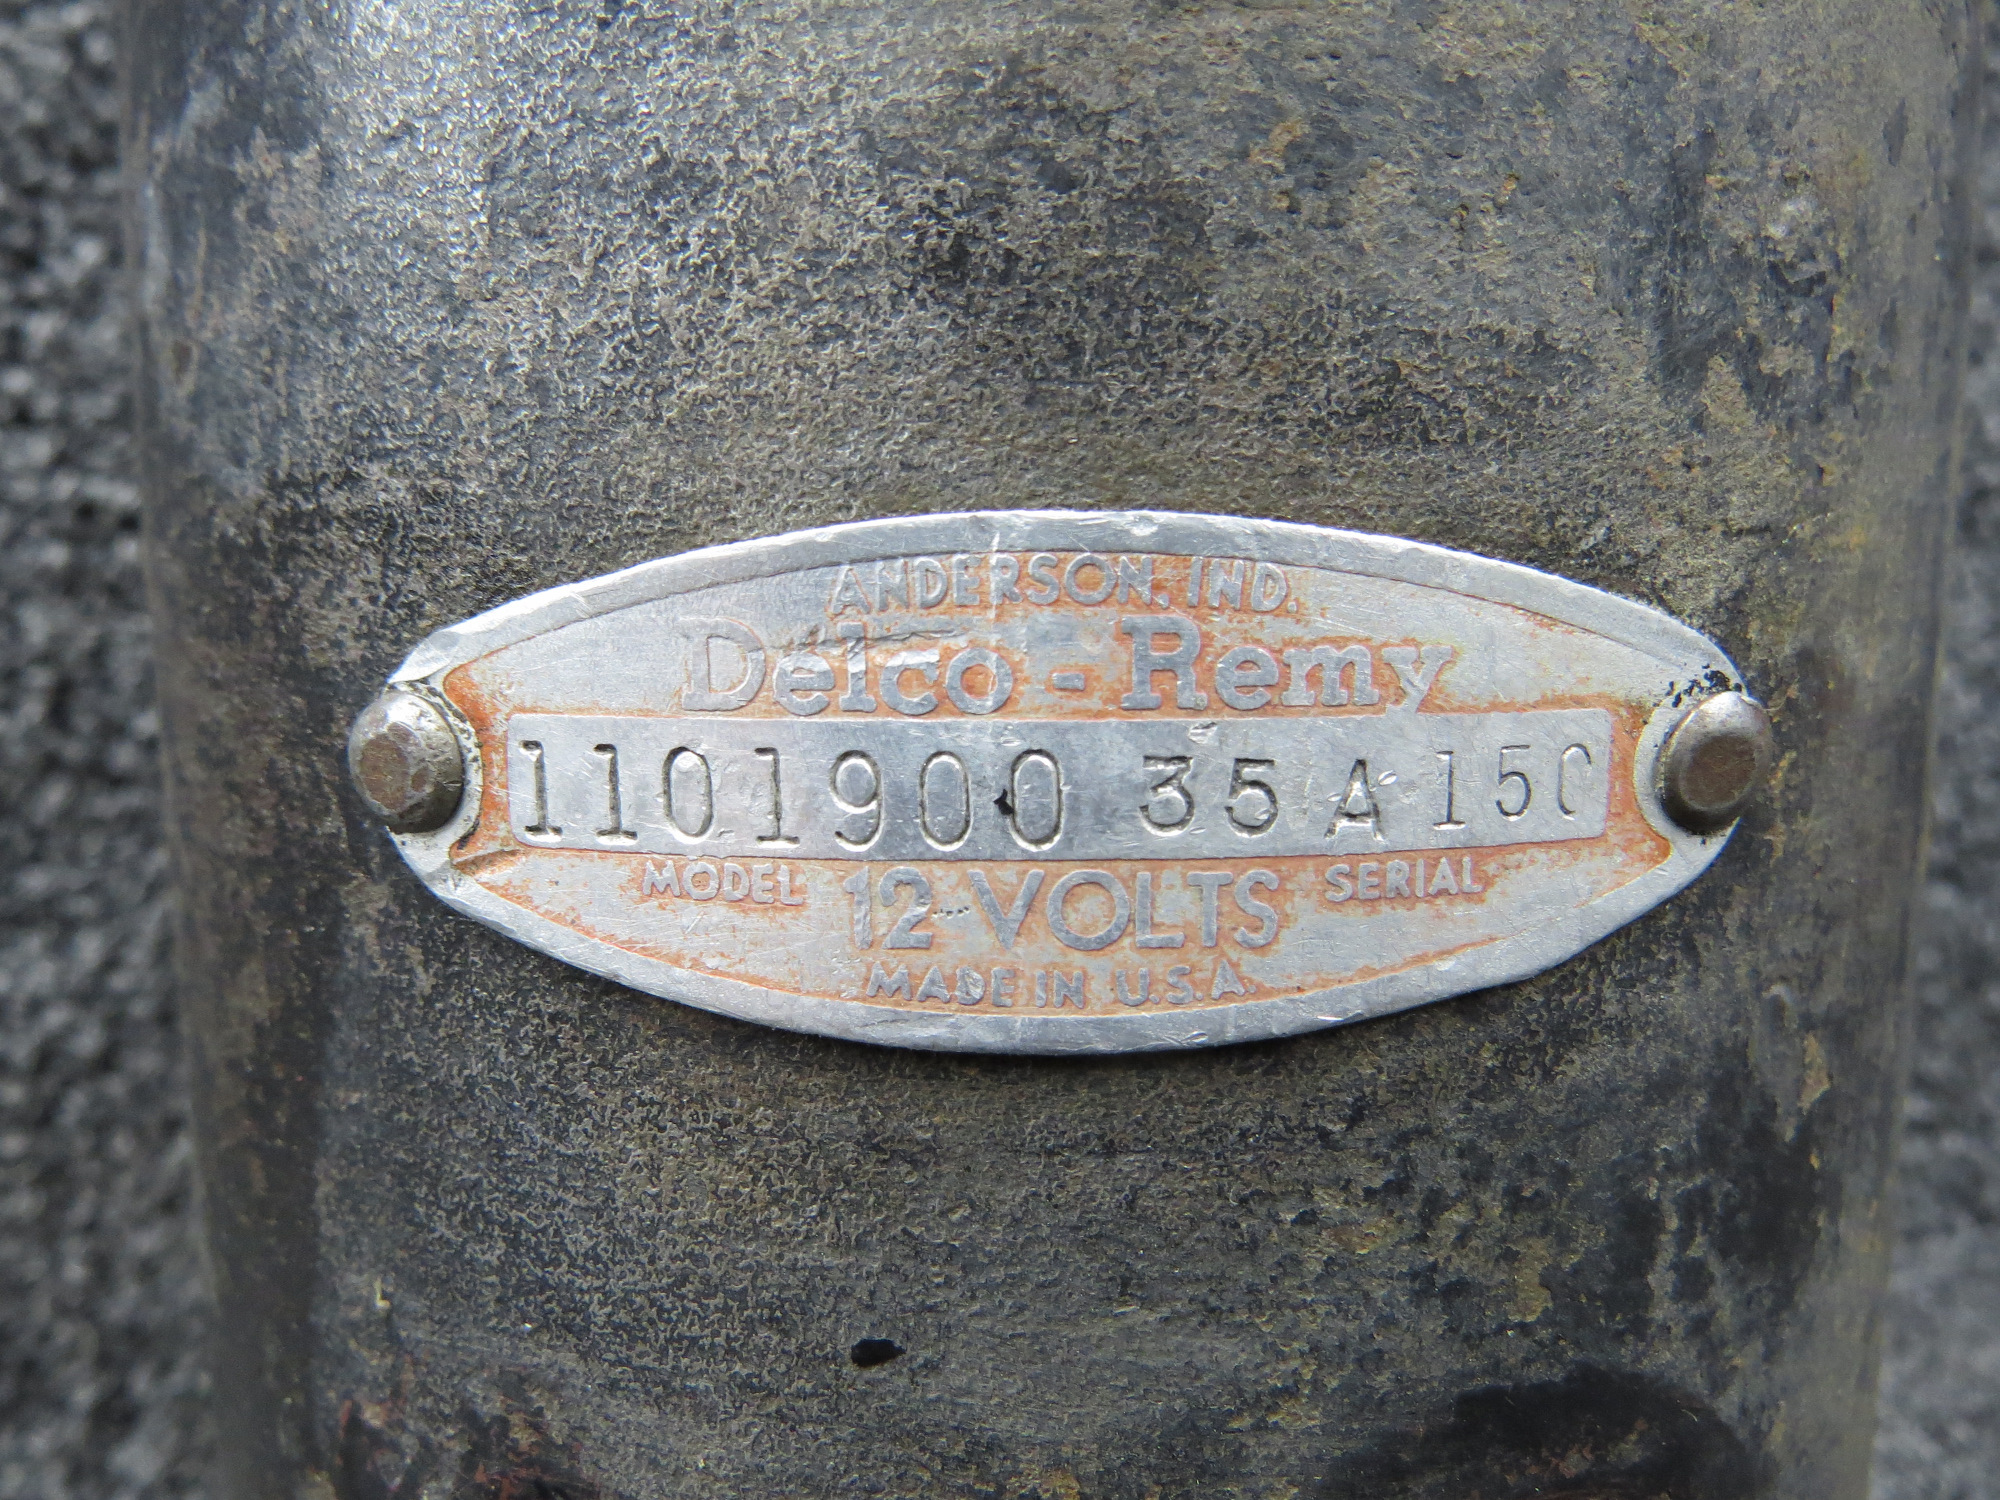 ANDERSON, IND.
Delco-Remy
1101900 35 A 150
MODEL 12 VOLTS SERIAL
MADE IN U.S.A.